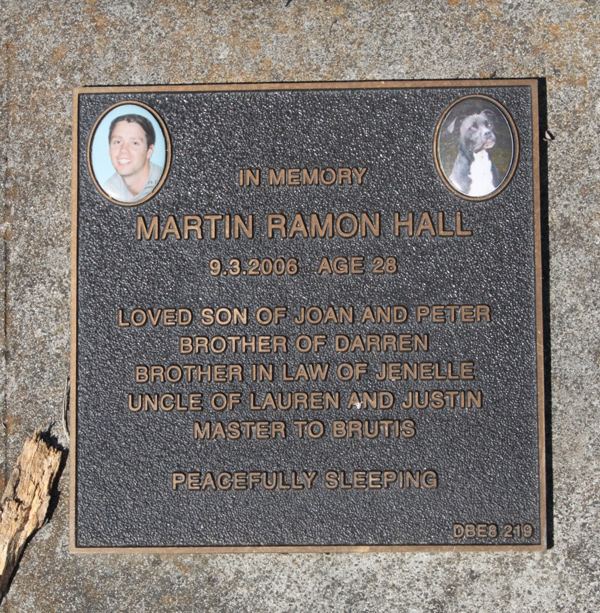 IN MEMORY
MARTIN RAMON HALL
9.3.2006 AGE 28
LOVED SON OF JOAN AND PETER
BROTHER OF DARREN
BROTHER IN LAW OF JENELLE
UNCLE OF LAUREN AND JUSTIN
MASTER TO BRUTIS
PEACEFULLY SLEEPING
DBE8 219